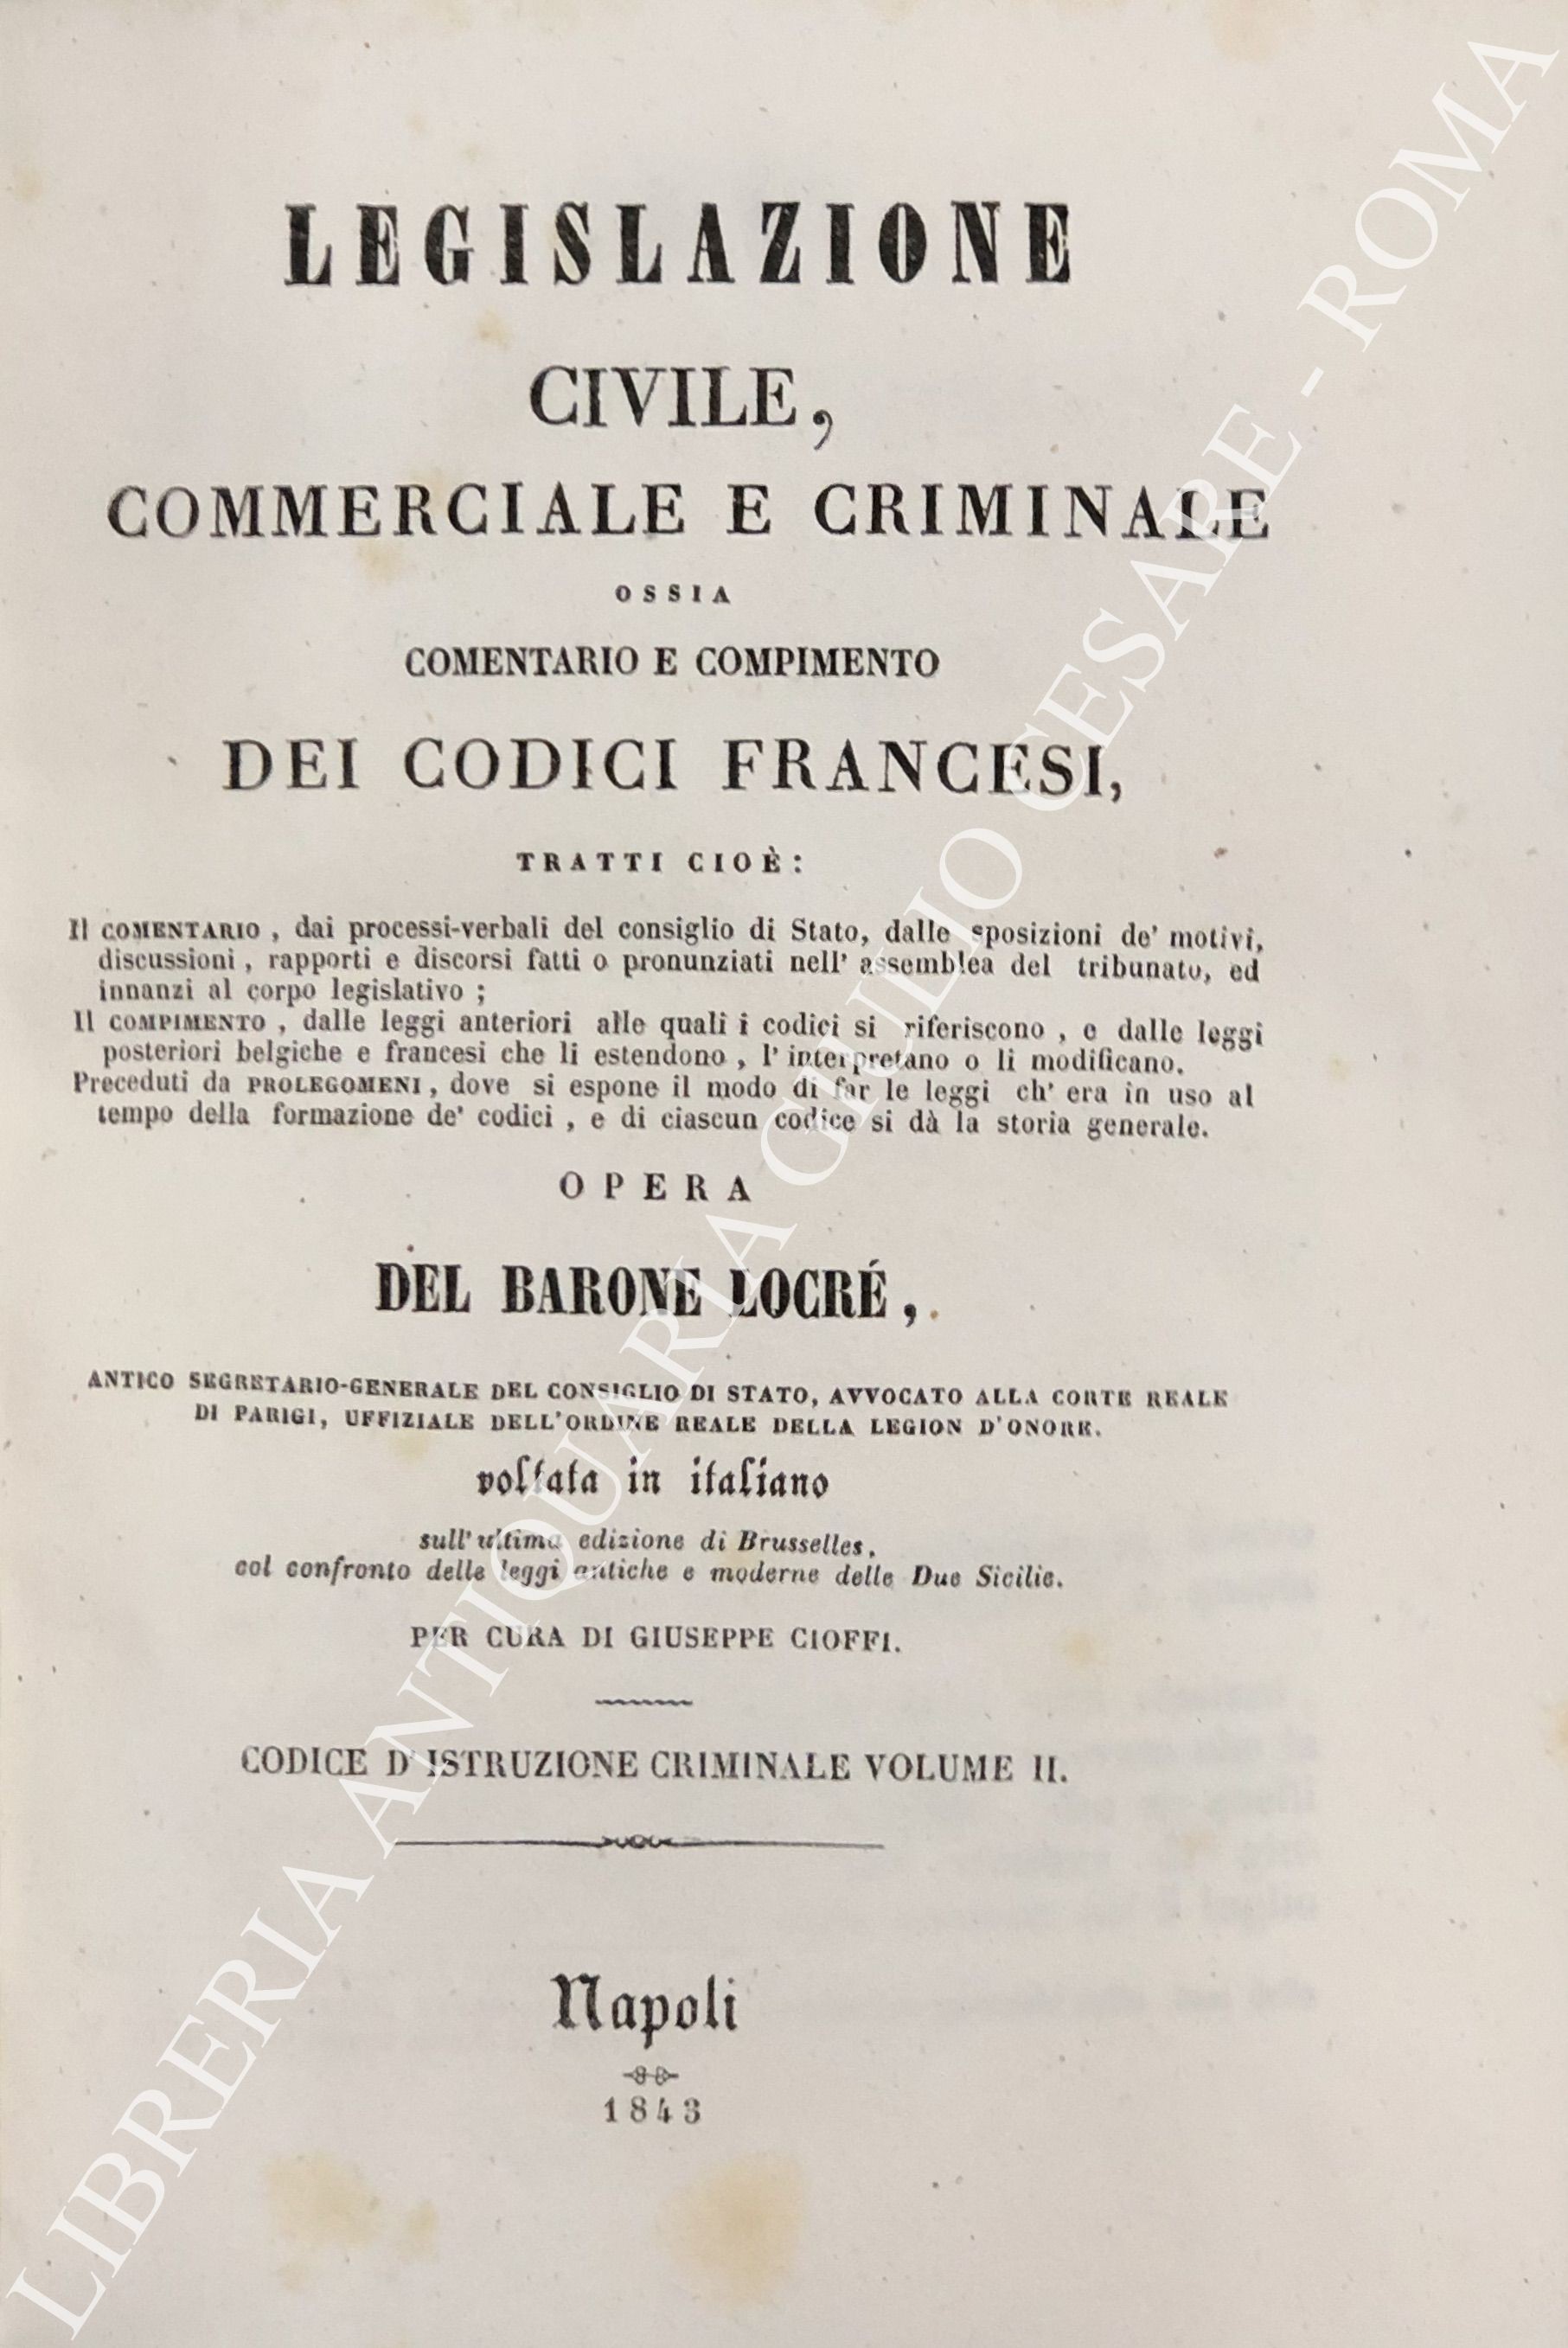 LEGISLAZIONE
CIVILE,
COMMERCIALE E CRIMINALE
OSSIA
COMENTARIO E COMPIMENTO
DEI CODICI FRANCESI,
TRATTI CIOÈ:
Il COMENTARIO, dai processi-verbali del consiglio di Stato, dalle sposizioni de' motivi,
discussioni, rapporti e discorsi fatti o pronunziati nell' assemblea del tribunato, ed
innanzi al corpo legislativo;
Il COMPIMENTO, dalle leggi anteriori alle quali i codici si riferiscono, e dalle leggi
posteriori belgiche e francesi che li estendono, l' interpretano o li modificano.
Preceduti da PROLEGOMENI, dove si espone il modo di far le leggi ch' era in uso al
tempo della formazione de' codici, e di ciascun codice si dà la storia generale.
OPERA
DEL BARONE LOCRÉ,
ANTICO SEGRETARIO-GENERALE DEL CONSIGLIO DI STATO, AVVOCATO ALLA CORTE REALE
DI PARIGI, UFFIZIALE DELL'ORDINE REALE DELLA LEGION D'ONORE.
voltata in italiano
sull' ultima edizione di Brusselles,
col confronto delle leggi antiche e moderne delle Due Sicilie.
PER CURA DI GIUSEPPE CIOFFI.
CODICE D' ISTRUZIONE CRIMINALE VOLUME II.
Napoli
1843
LIBRERIA ANTIQUARIA GIULIO CESARE - ROMA